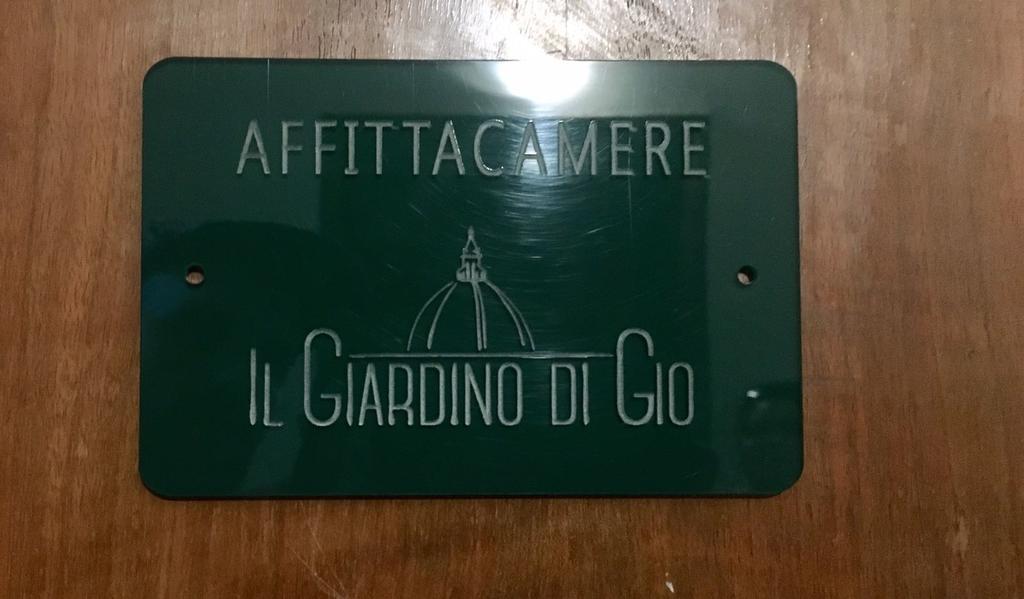 AFFITTACAMERE
IL GIARDINO DI GIO